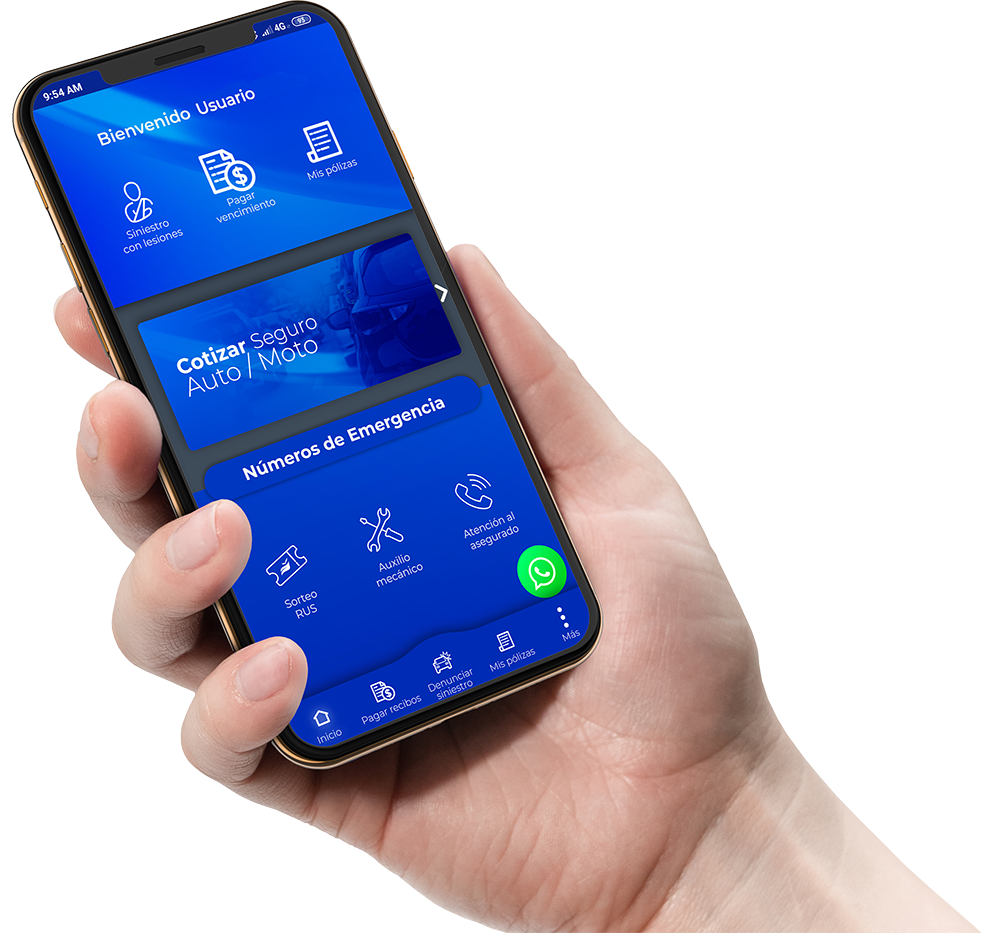 9:54 AM
4G
93
Bienvenido Usuario
Siniestro
con lesiones
Pagar
vencimiento
Mis pólizas
Cotizar Seguro
Auto / Moto
Números de Emergencia
Sorteo
RUS
Auxilio
mecánico
Atención al
asegurado
Inicio
Pagar recibos
Denunciar
siniestro
Mis pólizas
Más